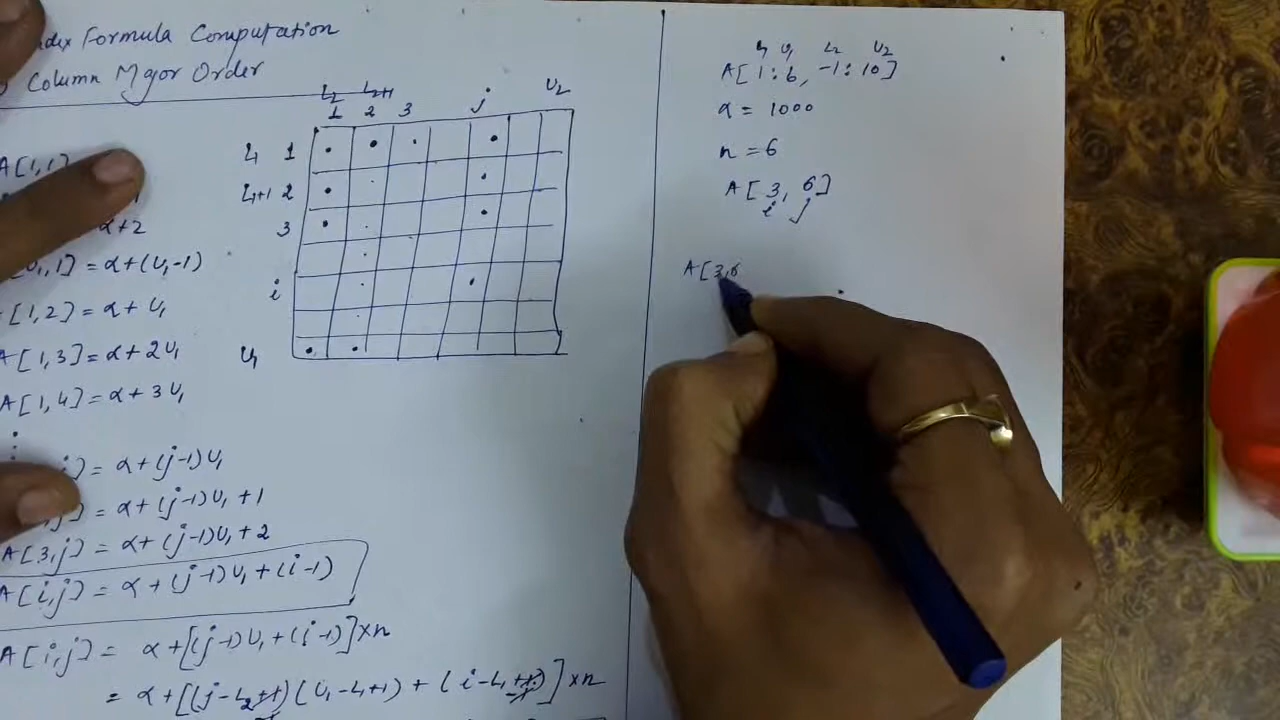 ndex Formula Computation
Column Major Order
A[1,1]
α+2
,1] = α+(U₁-1)
[1,2] = α + U₁
A[1,3] = α+2U₁
A[1,4] = α+3U₁
⋮
j) = α+(j-1)U₁
,j) = α+(j-1)U₁+1
A[3,j) = α+(j-1)U₁+2
A[i,j) = α+(j-1)U₁+(i-1)
A[i,j) = α+[(j-1)U₁+(i-1)]×n
= α+[(j-L₂+1)(U₁-L₁+1) + (i-L₁+1)]×n
L₂ L₂+1 j U₂
1 2 3
L₁ 1
L₁+1 2
3
i
U₁
L₁ U₁ L₂ U₂
A[1:6, -1:10]
α = 1000
n = 6
A[3, 6]
i j
A[3,6